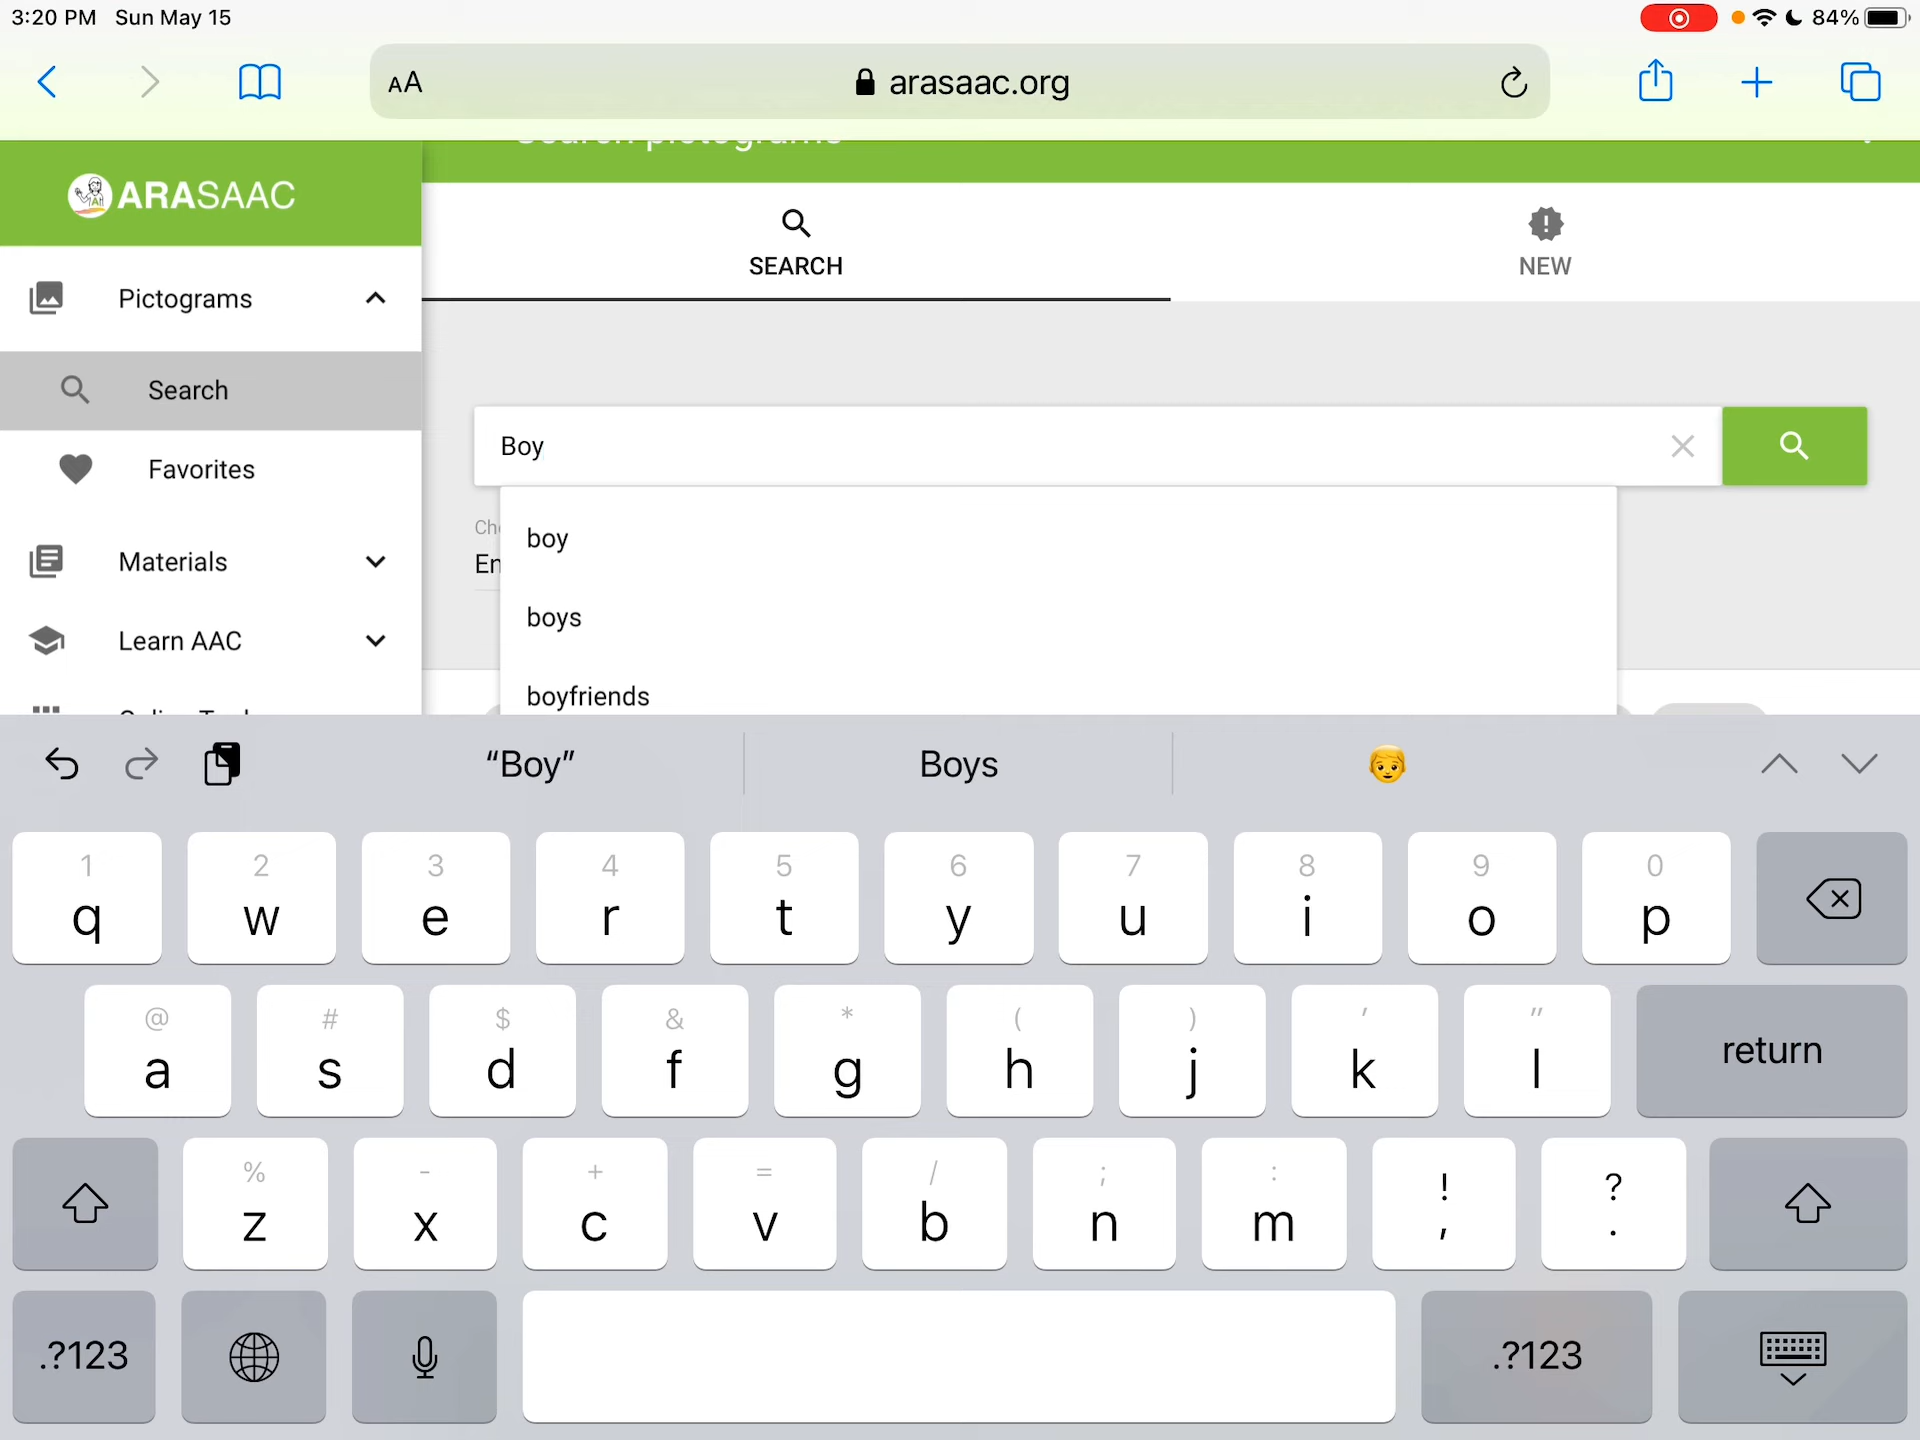 3:20 PM Sun May 15
84%
AA arasaac.org
Search pictograms
ARASAAC
SEARCH
NEW
Pictograms
Search
Favorites
Materials
Learn AAC
Boy
boy
boys
boyfriends
“Boy” Boys
1 2 3 4 5 6 7 8 9 0
q w e r t y u i o p
@ # $ & * ( ) ' "
a s d f g h j k l return
% - + = / ; : ! ?
z x c v b n m , .
.?123 .?123